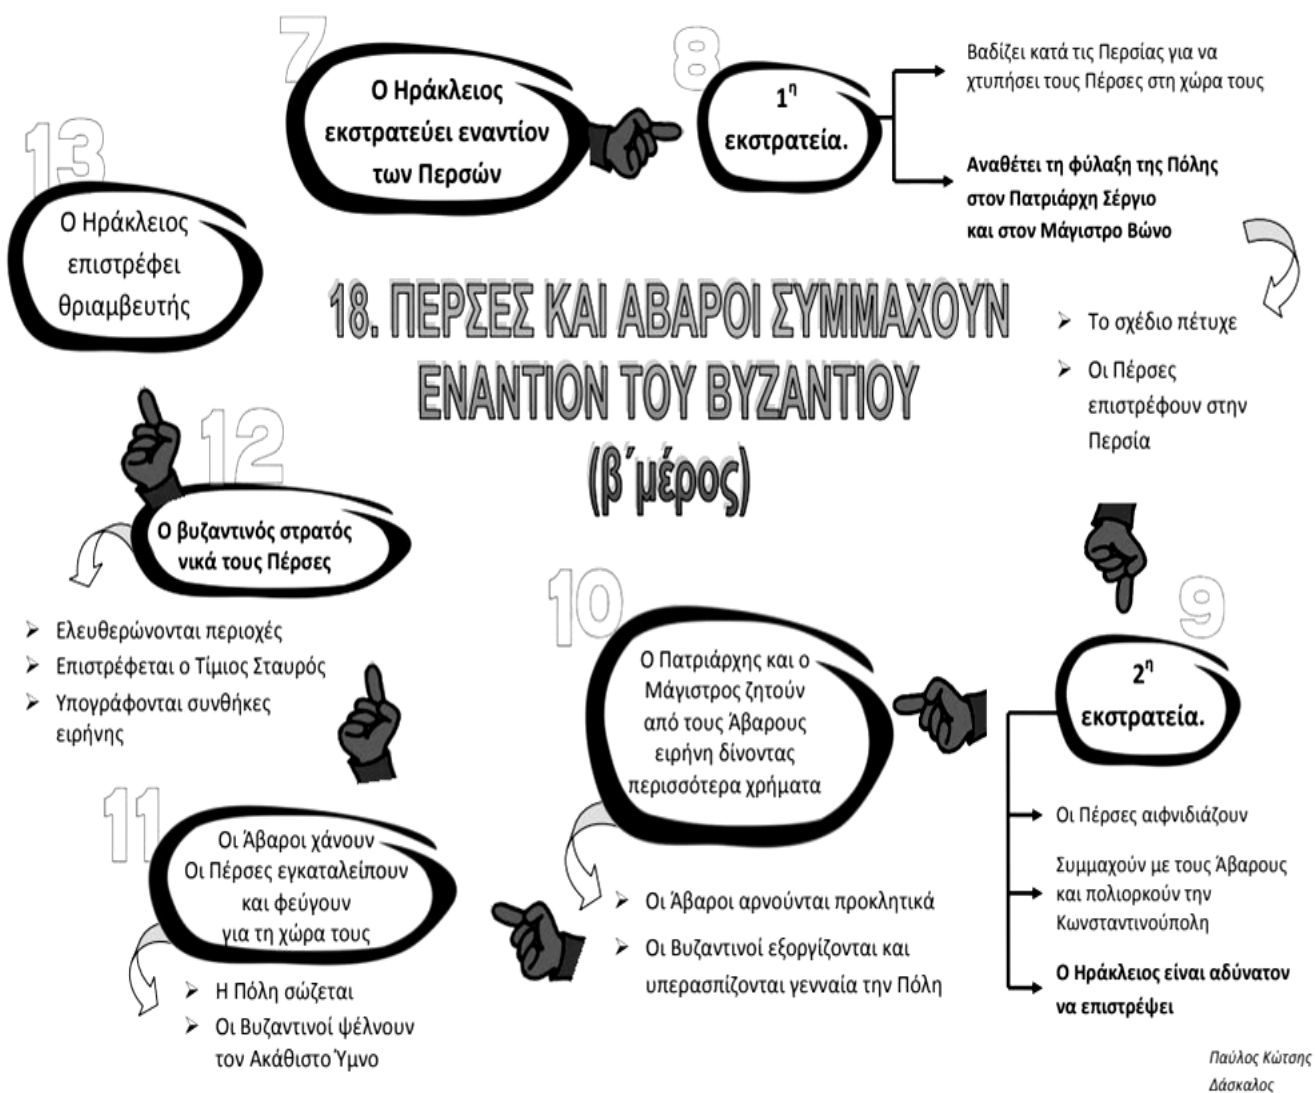 7
Ο Ηράκλειος
εκστρατεύει εναντίον
των Περσών
8
1η
εκστρατεία.
Βαδίζει κατά τις Περσίας για να
χτυπήσει τους Πέρσες στη χώρα τους
Αναθέτει τη φύλαξη της Πόλης
στον Πατριάρχη Σέργιο
και στον Μάγιστρο Βώνο
➢ Το σχέδιο πέτυχε
➢ Οι Πέρσες
επιστρέφουν στην
Περσία
18. ΠΕΡΣΕΣ ΚΑΙ ΑΒΑΡΟΙ ΣΥΜΜΑΧΟΥΝ
ΕΝΑΝΤΙΟΝ ΤΟΥ ΒΥΖΑΝΤΙΟΥ
(β΄μέρος)
9
2η
εκστρατεία.
Οι Πέρσες αιφνιδιάζουν
Συμμαχούν με τους Άβαρους
και πολιορκούν την
Κωνσταντινούπολη
Ο Ηράκλειος είναι αδύνατον
να επιστρέψει
10
Ο Πατριάρχης και ο
Μάγιστρος ζητούν
από τους Άβαρους
ειρήνη δίνοντας
περισσότερα χρήματα
➢ Οι Άβαροι αρνούνται προκλητικά
➢ Οι Βυζαντινοί εξοργίζονται και
υπερασπίζονται γενναία την Πόλη
11
Οι Άβαροι χάνουν
Οι Πέρσες εγκαταλείπουν
και φεύγουν
για τη χώρα τους
➢ Η Πόλη σώζεται
➢ Οι Βυζαντινοί ψέλνουν
τον Ακάθιστο Ύμνο
12
Ο βυζαντινός στρατός
νικά τους Πέρσες
➢ Ελευθερώνονται περιοχές
➢ Επιστρέφεται ο Τίμιος Σταυρός
➢ Υπογράφονται συνθήκες
ειρήνης
13
Ο Ηράκλειος
επιστρέφει
θριαμβευτής
Παύλος Κώτσης
Δάσκαλος